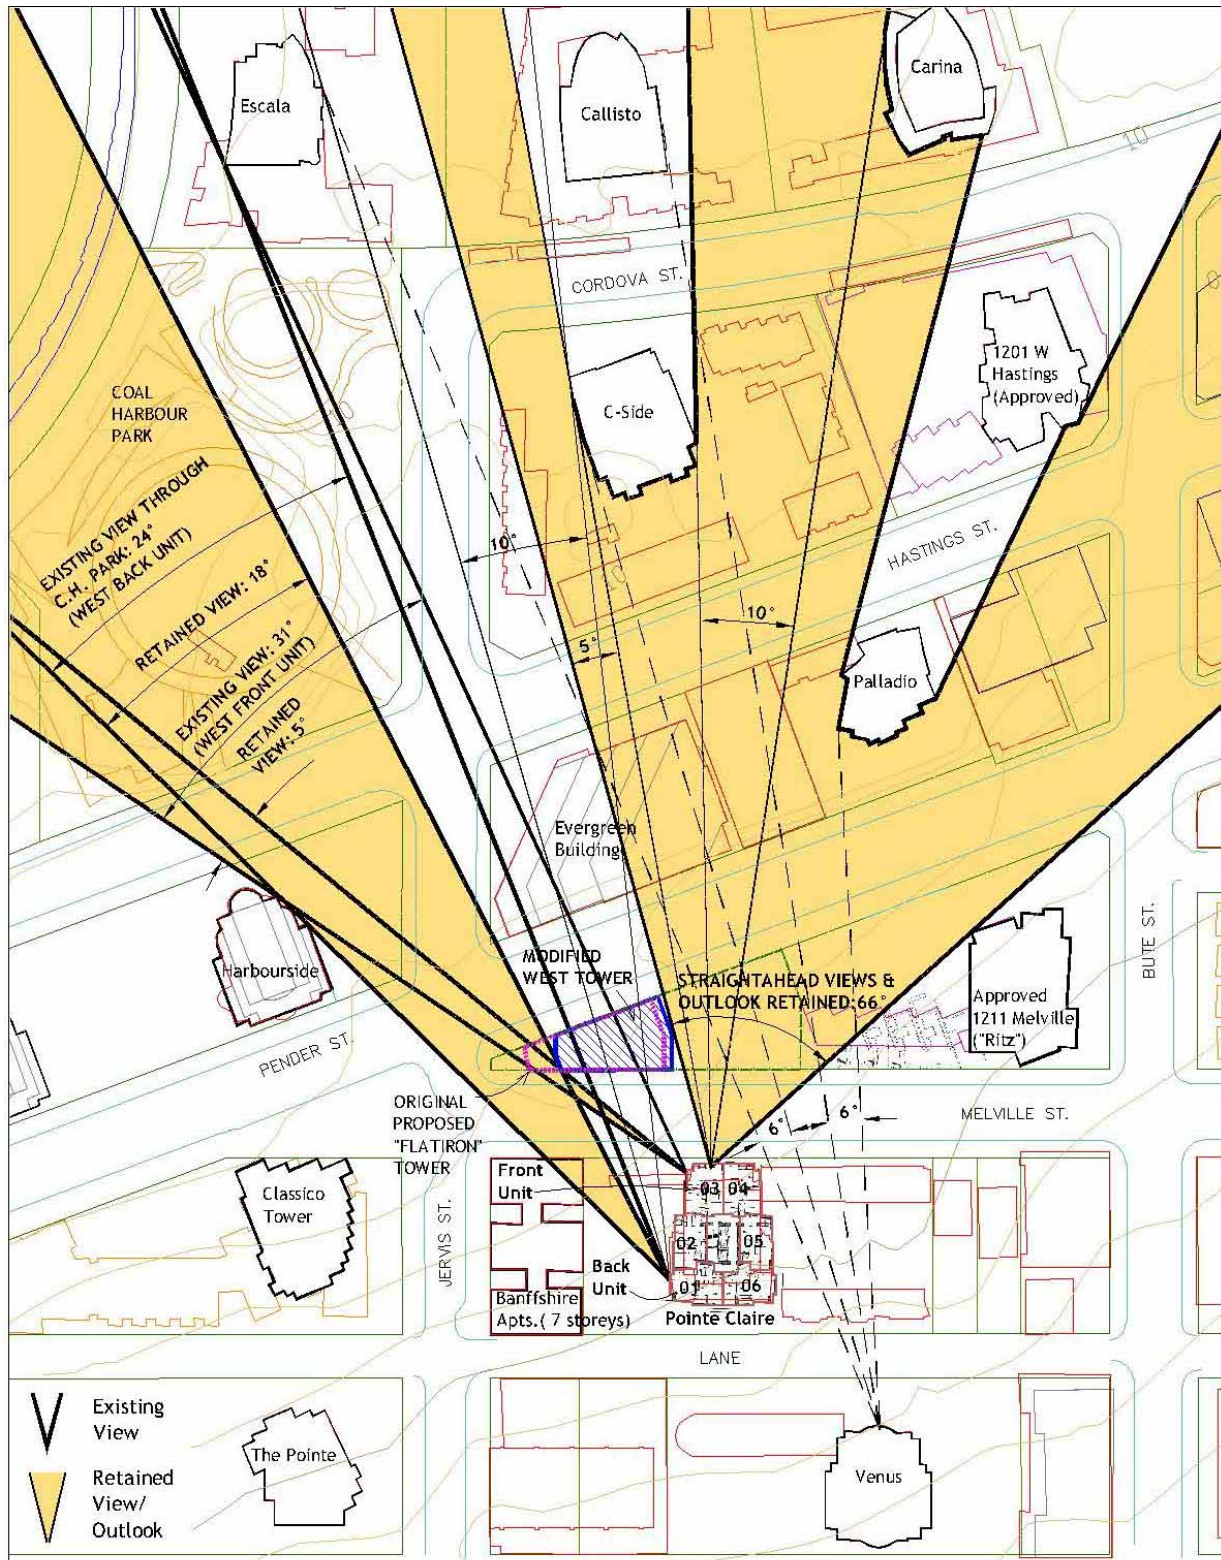 Escala
Callisto
Carina
CORDOVA ST.
COAL
HARBOUR
PARK
C-Side
1201 W
Hastings
(Approved)
EXISTING VIEW THROUGH
C.H. PARK: 24°
(WEST BACK UNIT)
RETAINED VIEW: 18°
EXISTING VIEW: 31°
(WEST FRONT UNIT)
RETAINED
VIEW: 5°
10°
5°
10°
HASTINGS ST.
Palladio
Evergreen
Building
Harbourside
MODIFIED
WEST TOWER
STRAIGHTAHEAD VIEWS &
OUTLOOK RETAINED:66°
BUTE ST.
Approved
1211 Melville
("Ritz")
PENDER ST.
ORIGINAL
PROPOSED
"FLATIRON"
TOWER
6°
6°
MELVILLE ST.
Classico
Tower
JERVIS ST.
Front
Unit
03
04
02
05
Back
Unit
01
06
Banffshire
Apts.( 7 storeys)
Pointe Claire
LANE
Existing
View
The Pointe
Venus
Retained
View/
Outlook